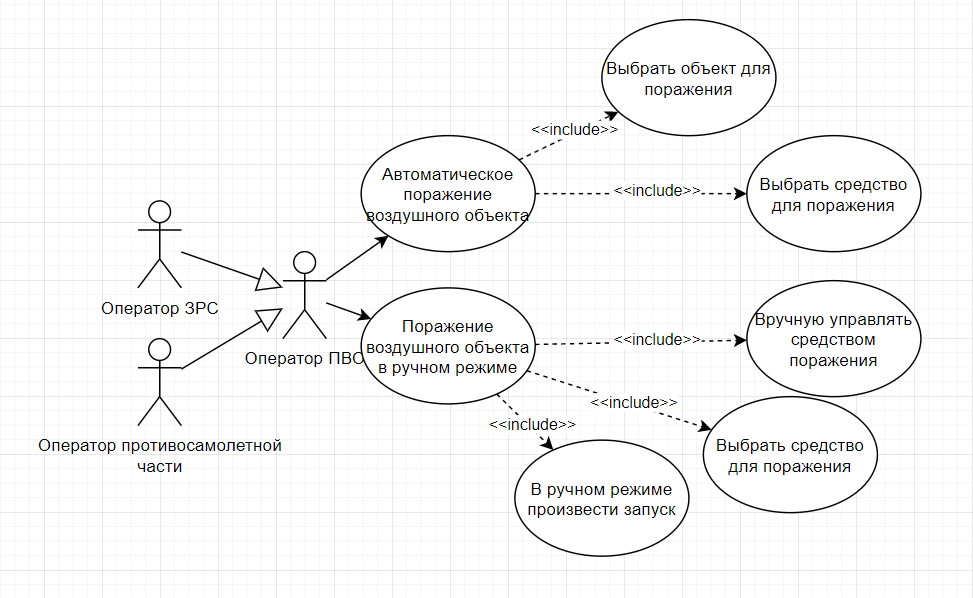 Выбрать объект для
поражения
<<include>>
Автоматическое
поражение
воздушного объекта
<<include>>
Выбрать средство
для поражения
Оператор ЗРС
Оператор ПВО
Поражение
воздушного объекта
в ручном режиме
<<include>>
Вручную управлять
средством
поражения
<<include>>
<<include>>
Оператор противосамолетной
части
Выбрать средство
для поражения
В ручном режиме
произвести запуск